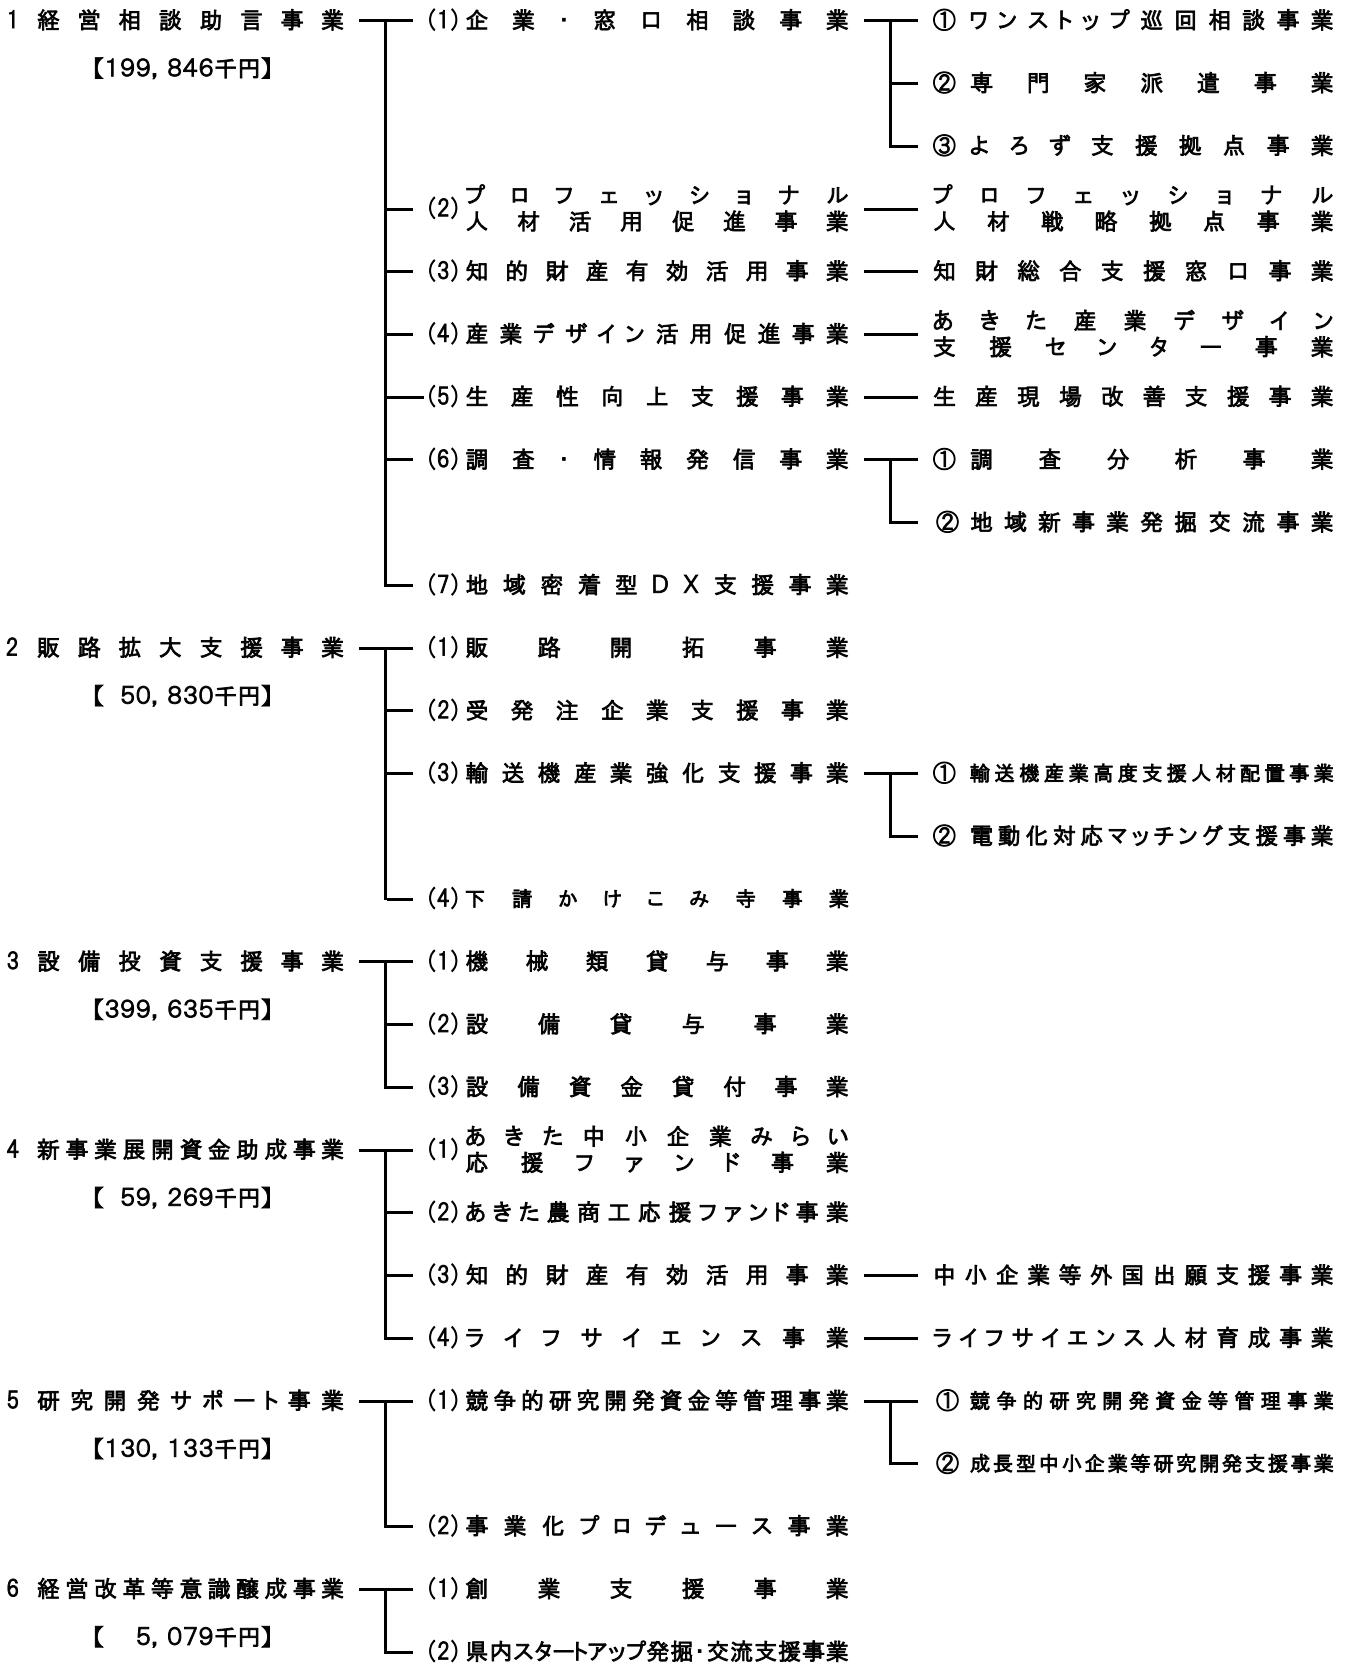 1 経営相談助言事業 (1)企業・窓口相談事業 ① ワンストップ巡回相談事業
【199,846千円】
② 専門家派遣事業
③ よろず支援拠点事業
(2)プロフェッショナル人材活用促進事業 プロフェッショナル人材戦略拠点事業
(3)知的財産有効活用事業 知財総合支援窓口事業
(4)産業デザイン活用促進事業 あきた産業デザイン支援センター事業
(5)生産性向上支援事業 生産現場改善支援事業
(6)調査・情報発信事業 ① 調査分析事業
② 地域新事業発掘交流事業
(7)地域密着型DX支援事業
2 販路拡大支援事業 (1)販路開拓事業
【 50,830千円】
(2)受発注企業支援事業
(3)輸送機産業強化支援事業 ① 輸送機産業高度支援人材配置事業
② 電動化対応マッチング支援事業
(4)下請かけこみ寺事業
3 設備投資支援事業 (1)機械類貸与事業
【399,635千円】
(2)設備貸与事業
(3)設備資金貸付事業
4 新事業展開資金助成事業 (1)あきた中小企業みらい応援ファンド事業
【 59,269千円】
(2)あきた農商工応援ファンド事業
(3)知的財産有効活用事業 中小企業等外国出願支援事業
(4)ライフサイエンス事業 ライフサイエンス人材育成事業
5 研究開発サポート事業 (1)競争的研究開発資金等管理事業 ① 競争的研究開発資金等管理事業
【130,133千円】
② 成長型中小企業等研究開発支援事業
(2)事業化プロデュース事業
6 経営改革等意識醸成事業 (1)創業支援事業
【 5,079千円】
(2)県内スタートアップ発掘・交流支援事業